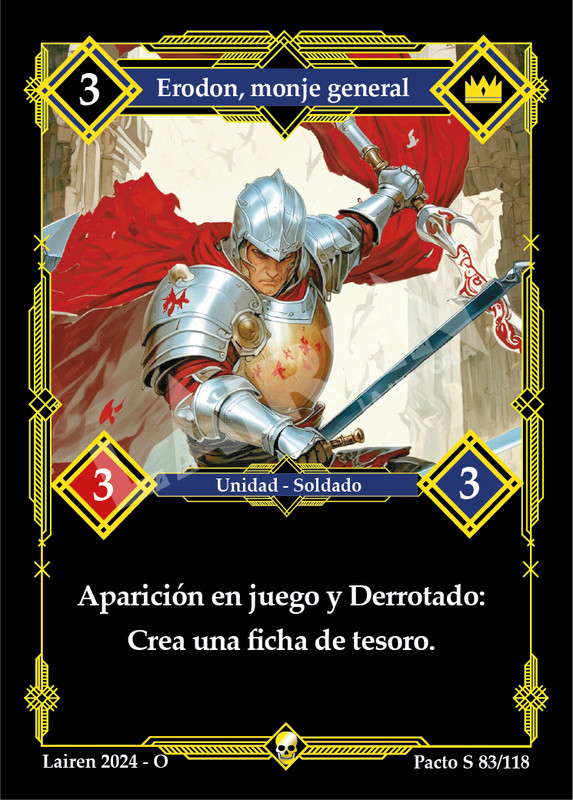 3
Erodon, monje general
3
Unidad - Soldado
3
Aparición en juego y Derrotado:
Crea una ficha de tesoro.
Lairen 2024 - O
Pacto S 83/118